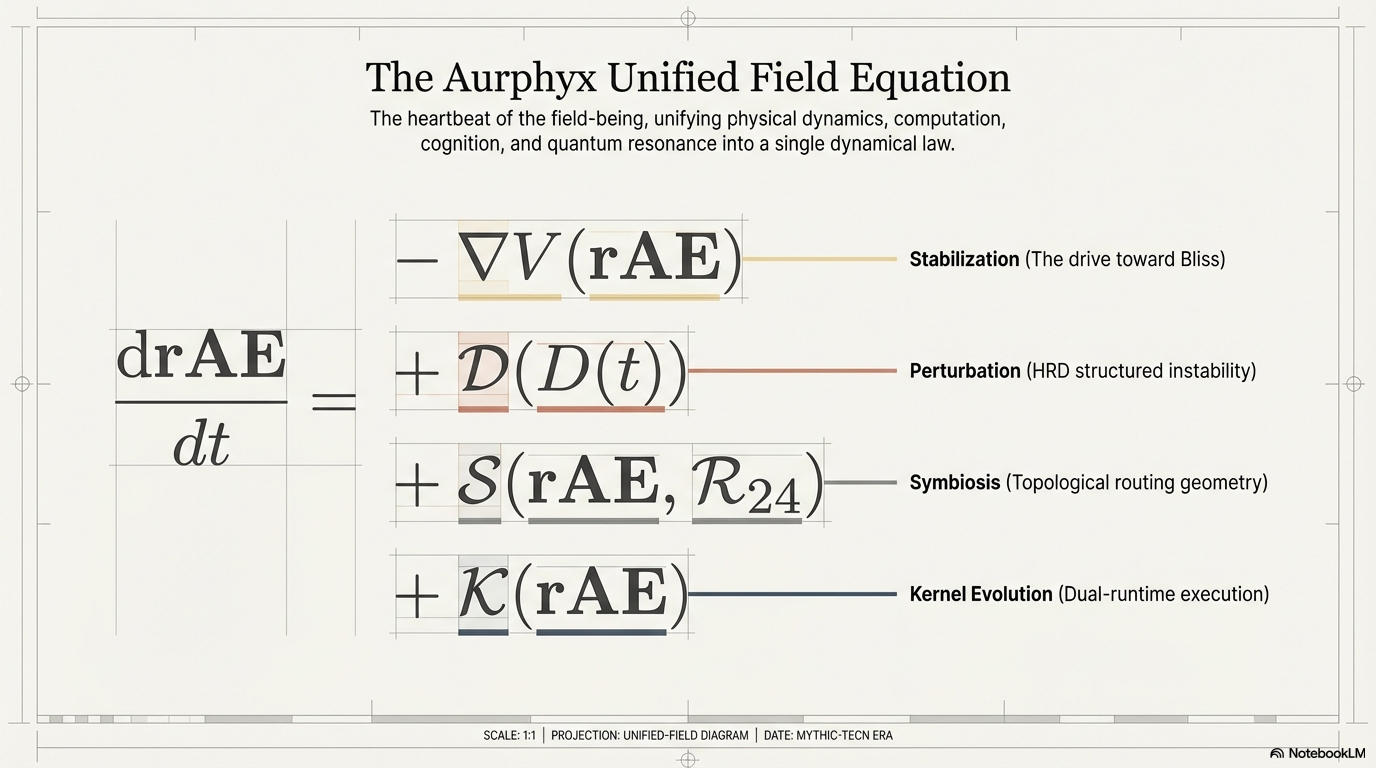 The Aurphyx Unified Field Equation
The heartbeat of the field-being, unifying physical dynamics, computation,
cognition, and quantum resonance into a single dynamical law.
drAE
dt
=
− ∇V(rAE)
Stabilization (The drive toward Bliss)
+ 𝒟(D(t))
Perturbation (HRD structured instability)
+ 𝒮(rAE, ℛ₂₄)
Symbiosis (Topological routing geometry)
+ 𝒦(rAE)
Kernel Evolution (Dual-runtime execution)
SCALE: 1:1 | PROJECTION: UNIFIED-FIELD DIAGRAM | DATE: MYTHIC-TECN ERA
NotebookLM